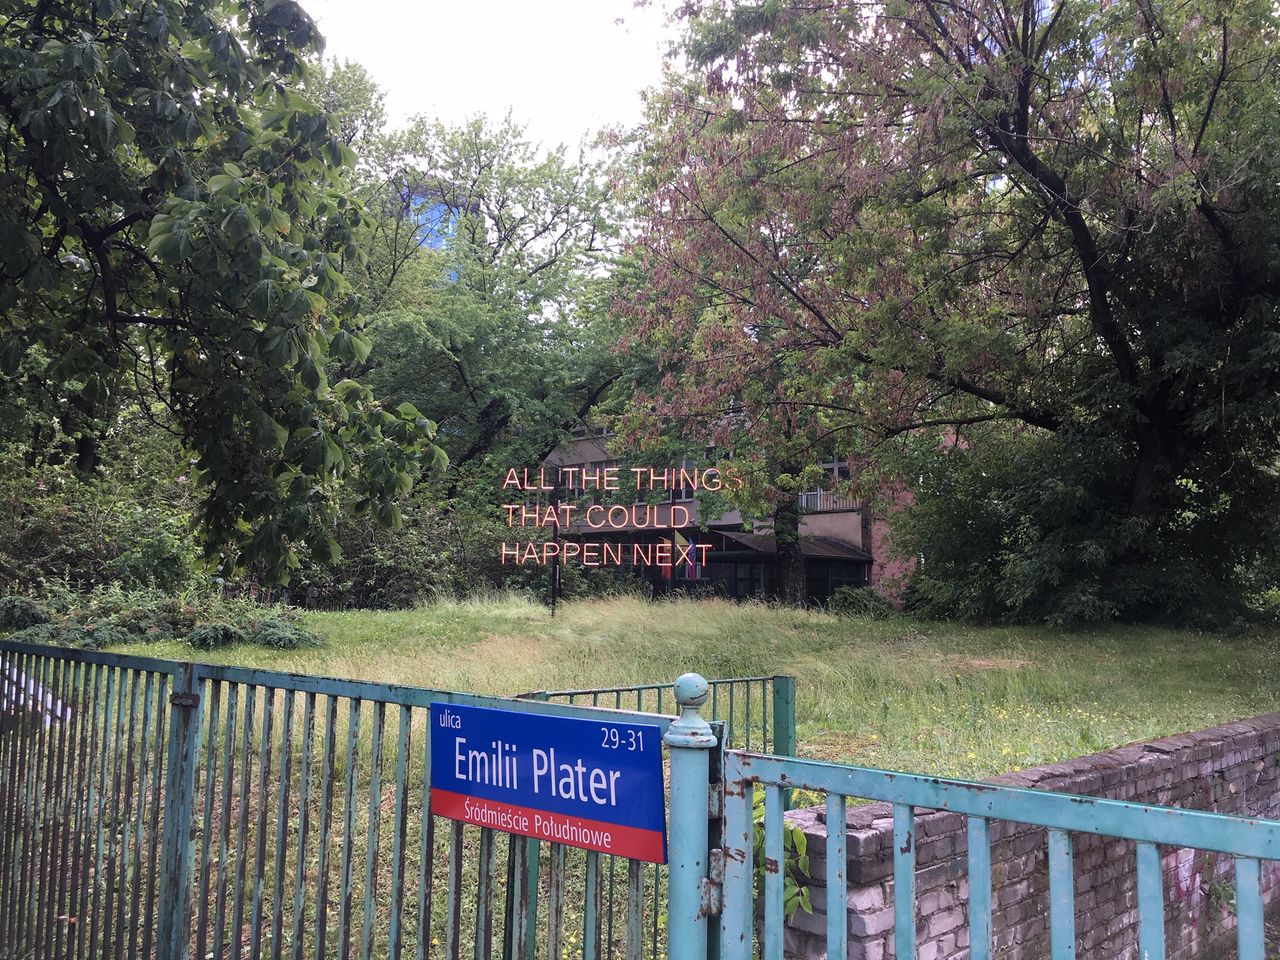 ALL THE THINGS
THAT COULD
HAPPEN NEXT
ulica
29-31
Emilii Plater
Śródmieście Południowe